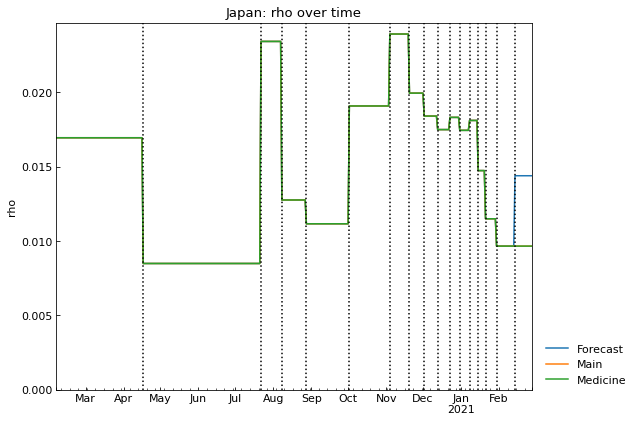 Japan: rho over time
rho
0.020
0.015
0.010
0.005
0.000
Mar Apr May Jun Jul Aug Sep Oct Nov Dec Jan Feb
2021
Forecast
Main
Medicine